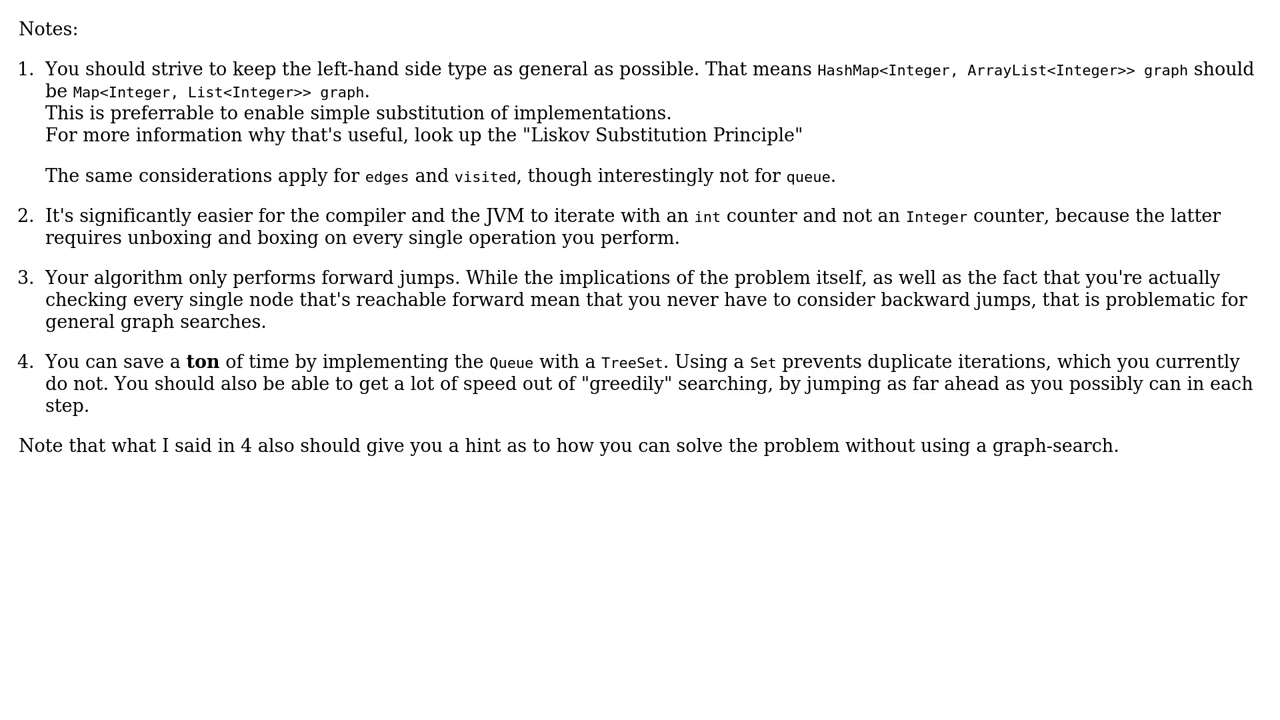 Notes:
1. You should strive to keep the left-hand side type as general as possible. That means HashMap<Integer, ArrayList<Integer>> graph should
be Map<Integer, List<Integer>> graph.
This is preferrable to enable simple substitution of implementations.
For more information why that's useful, look up the "Liskov Substitution Principle"
The same considerations apply for edges and visited, though interestingly not for queue.
2. It's significantly easier for the compiler and the JVM to iterate with an int counter and not an Integer counter, because the latter
requires unboxing and boxing on every single operation you perform.
3. Your algorithm only performs forward jumps. While the implications of the problem itself, as well as the fact that you're actually
checking every single node that's reachable forward mean that you never have to consider backward jumps, that is problematic for
general graph searches.
4. You can save a ton of time by implementing the Queue with a TreeSet. Using a Set prevents duplicate iterations, which you currently
do not. You should also be able to get a lot of speed out of "greedily" searching, by jumping as far ahead as you possibly can in each
step.
Note that what I said in 4 also should give you a hint as to how you can solve the problem without using a graph-search.